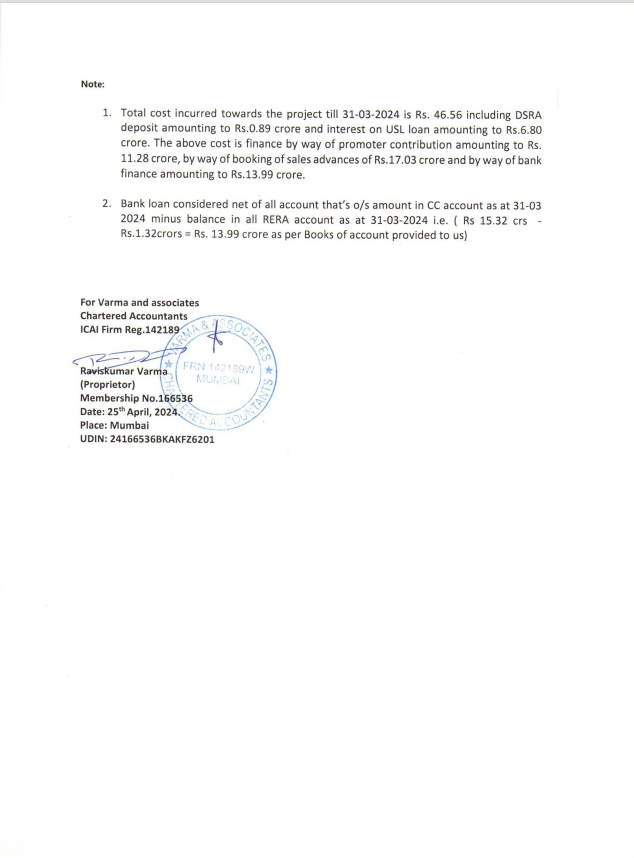 Note:
1. Total cost incurred towards the project till 31-03-2024 is Rs. 46.56 including DSRA
deposit amounting to Rs.0.89 crore and interest on USL loan amounting to Rs.6.80
crore. The above cost is finance by way of promoter contribution amounting to Rs.
11.28 crore, by way of booking of sales advances of Rs.17.03 crore and by way of bank
finance amounting to Rs.13.99 crore.
2. Bank loan considered net of all account that's o/s amount in CC account as at 31-03
2024 minus balance in all RERA account as at 31-03-2024 i.e. ( Rs 15.32 crs -
Rs.1.32crors = Rs. 13.99 crore as per Books of account provided to us)
For Varma and associates
Chartered Accountants
ICAI Firm Reg.142189
VARMA & ASSOCIATES
FRN 142189W
MUMBAI
CHARTERED ACCOUNTANTS
Raviskumar Varma
(Proprietor)
Membership No.166536
Date: 25th April, 2024.
Place: Mumbai
UDIN: 24166536BKAKFZ6201